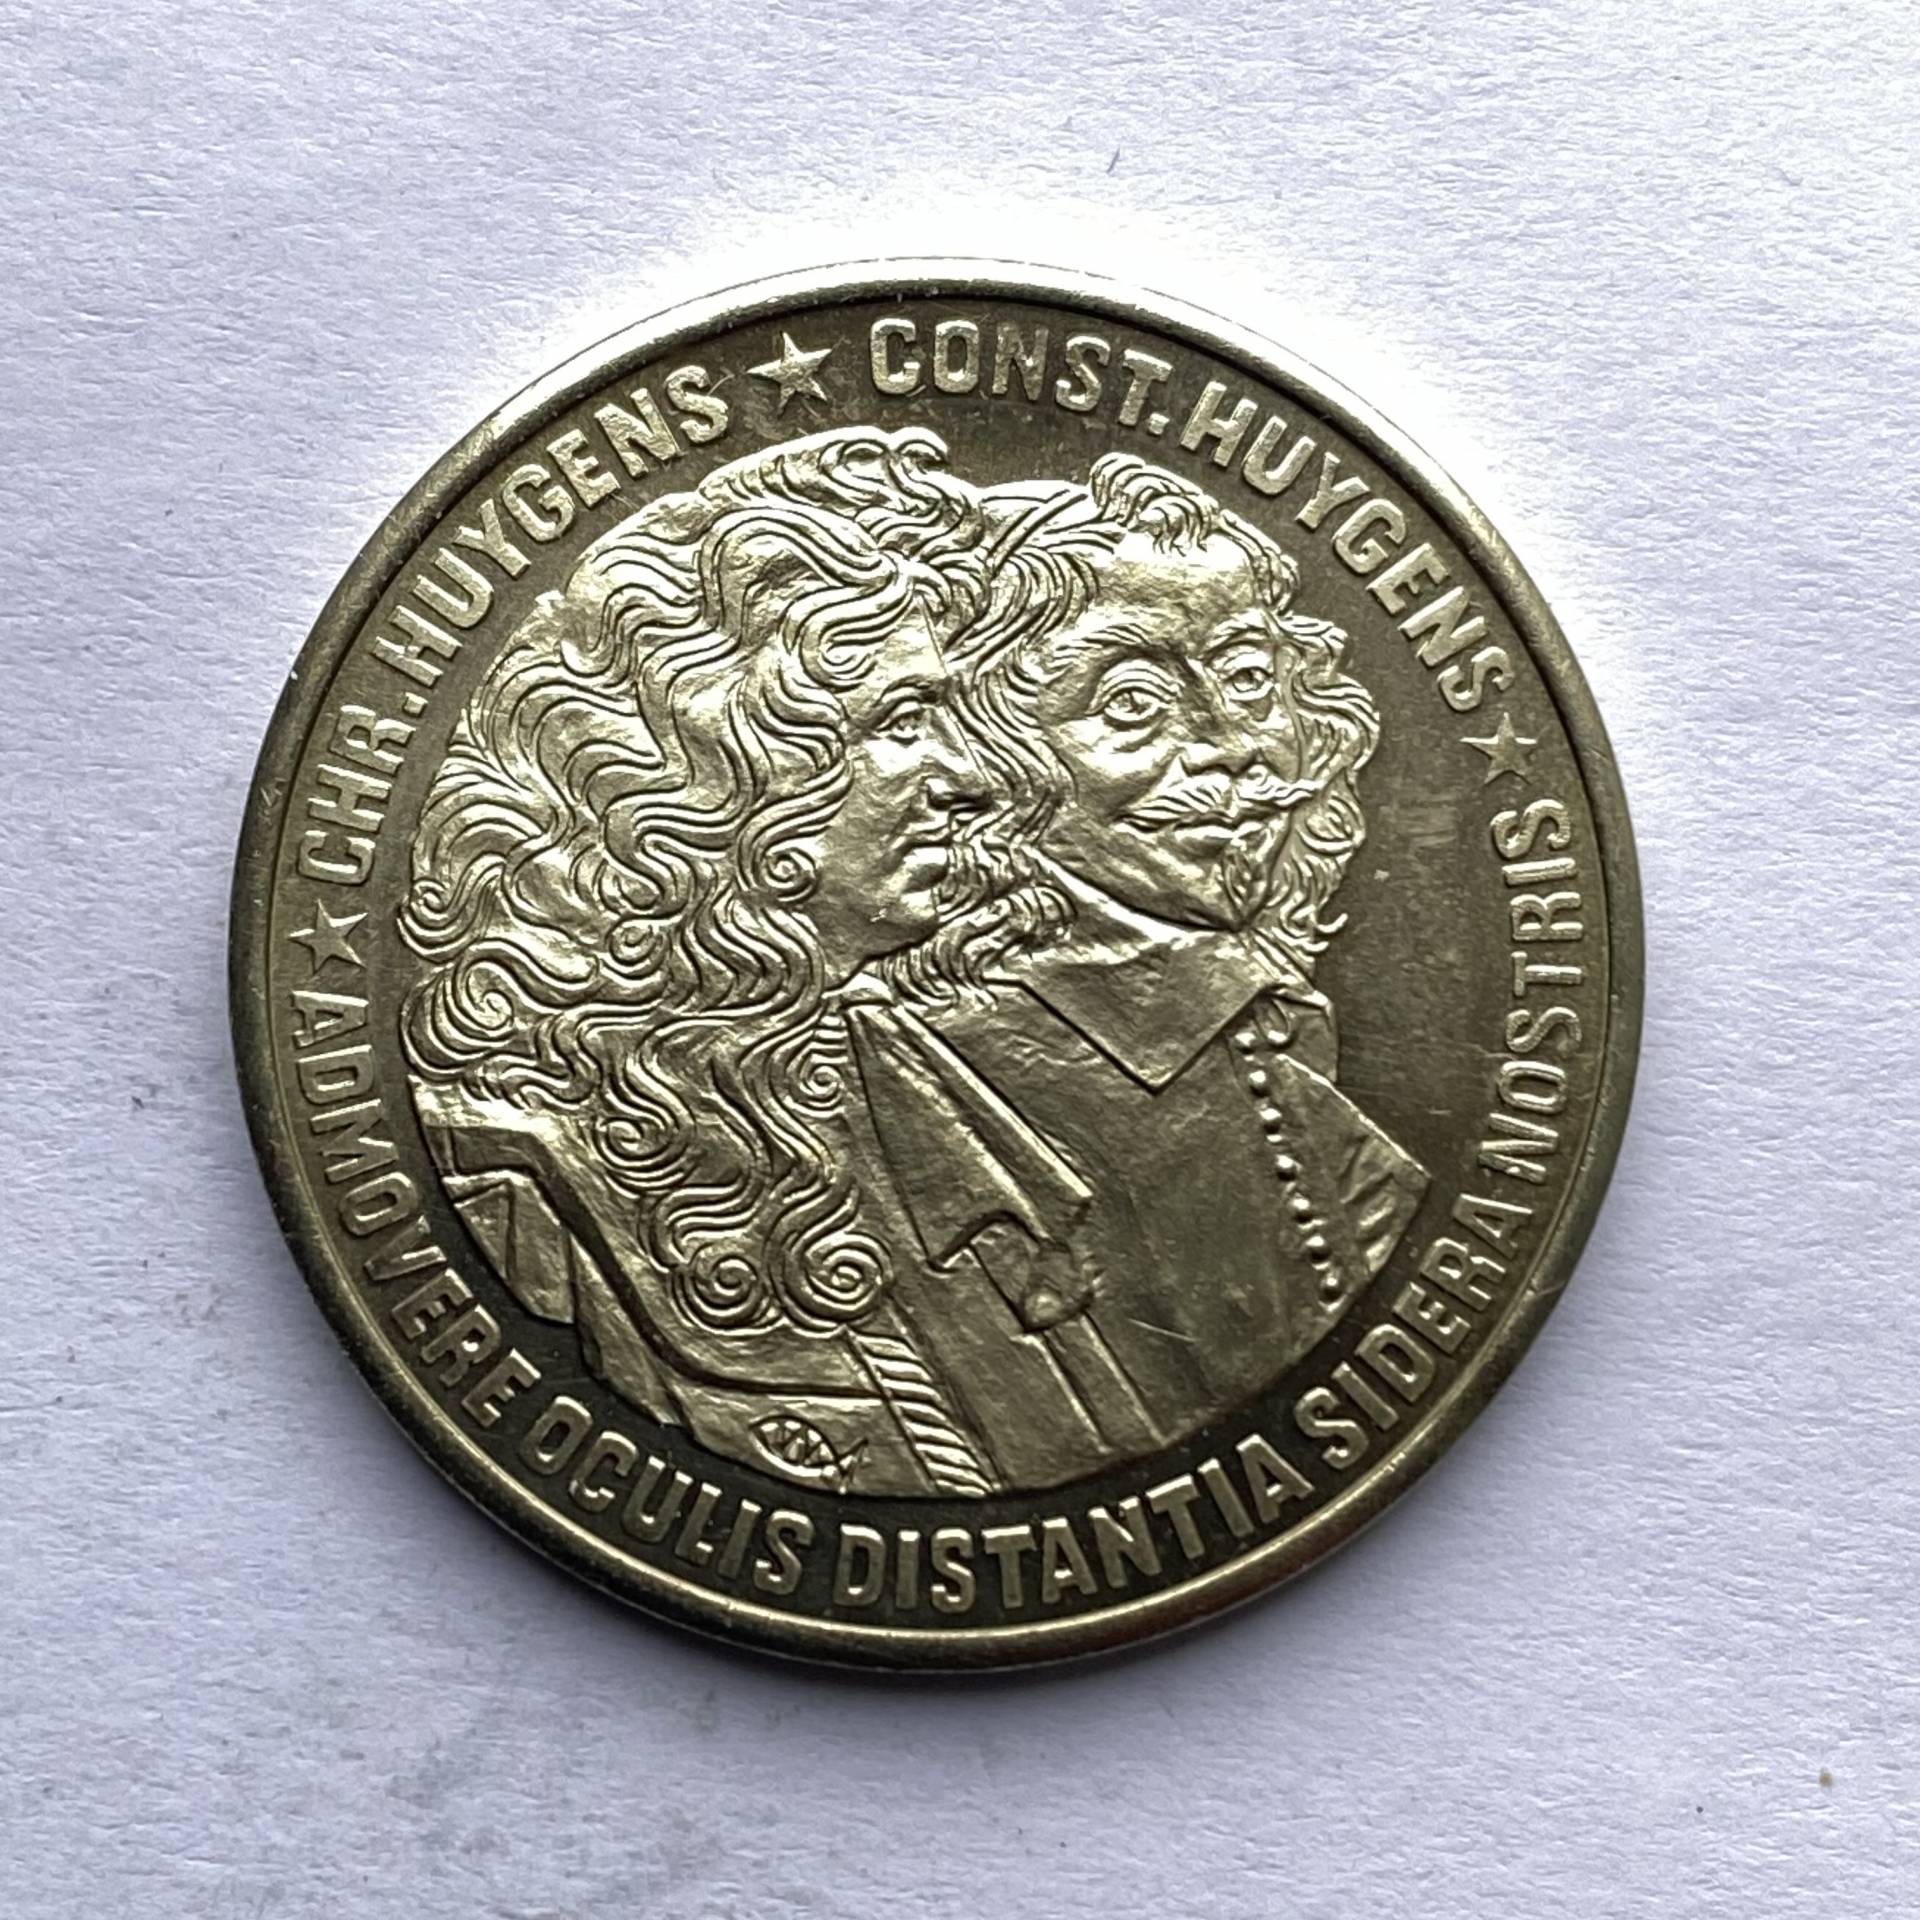 ★ CHR. HUYGENS ★ CONST. HUYGENS ★
ADMOVERE OCULIS DISTANTIA SIDERA NOSTRIS